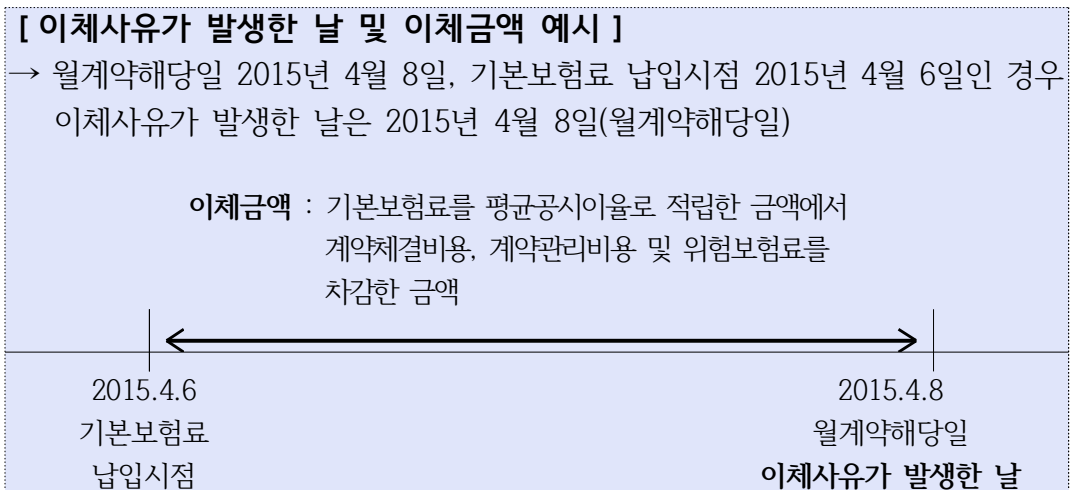 [ 이체사유가 발생한 날 및 이체금액 예시 ]
→ 월계약해당일 2015년 4월 8일, 기본보험료 납입시점 2015년 4월 6일인 경우
이체사유가 발생한 날은 2015년 4월 8일(월계약해당일)
이체금액 : 기본보험료를 평균공시이율로 적립한 금액에서
계약체결비용, 계약관리비용 및 위험보험료를
차감한 금액
2015.4.6 2015.4.8
기본보험료 월계약해당일
납입시점 이체사유가 발생한 날